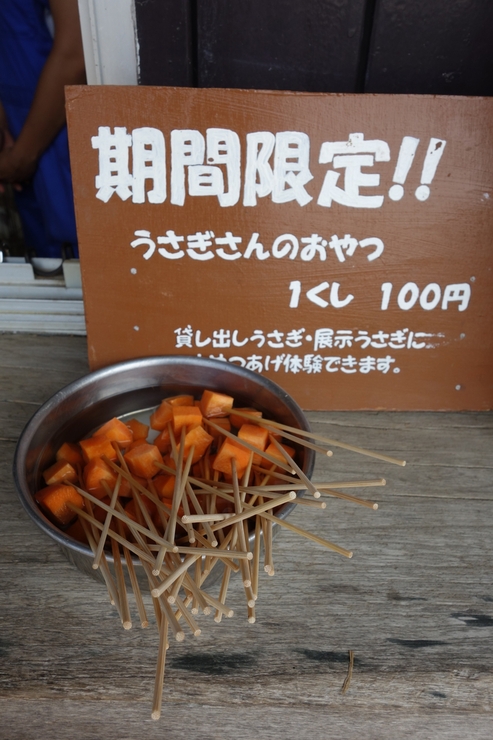 期間限定!!
うさぎさんのおやつ
1くし 100円
貸し出しうさぎ・展示うさぎに
おやつあげ体験できます。